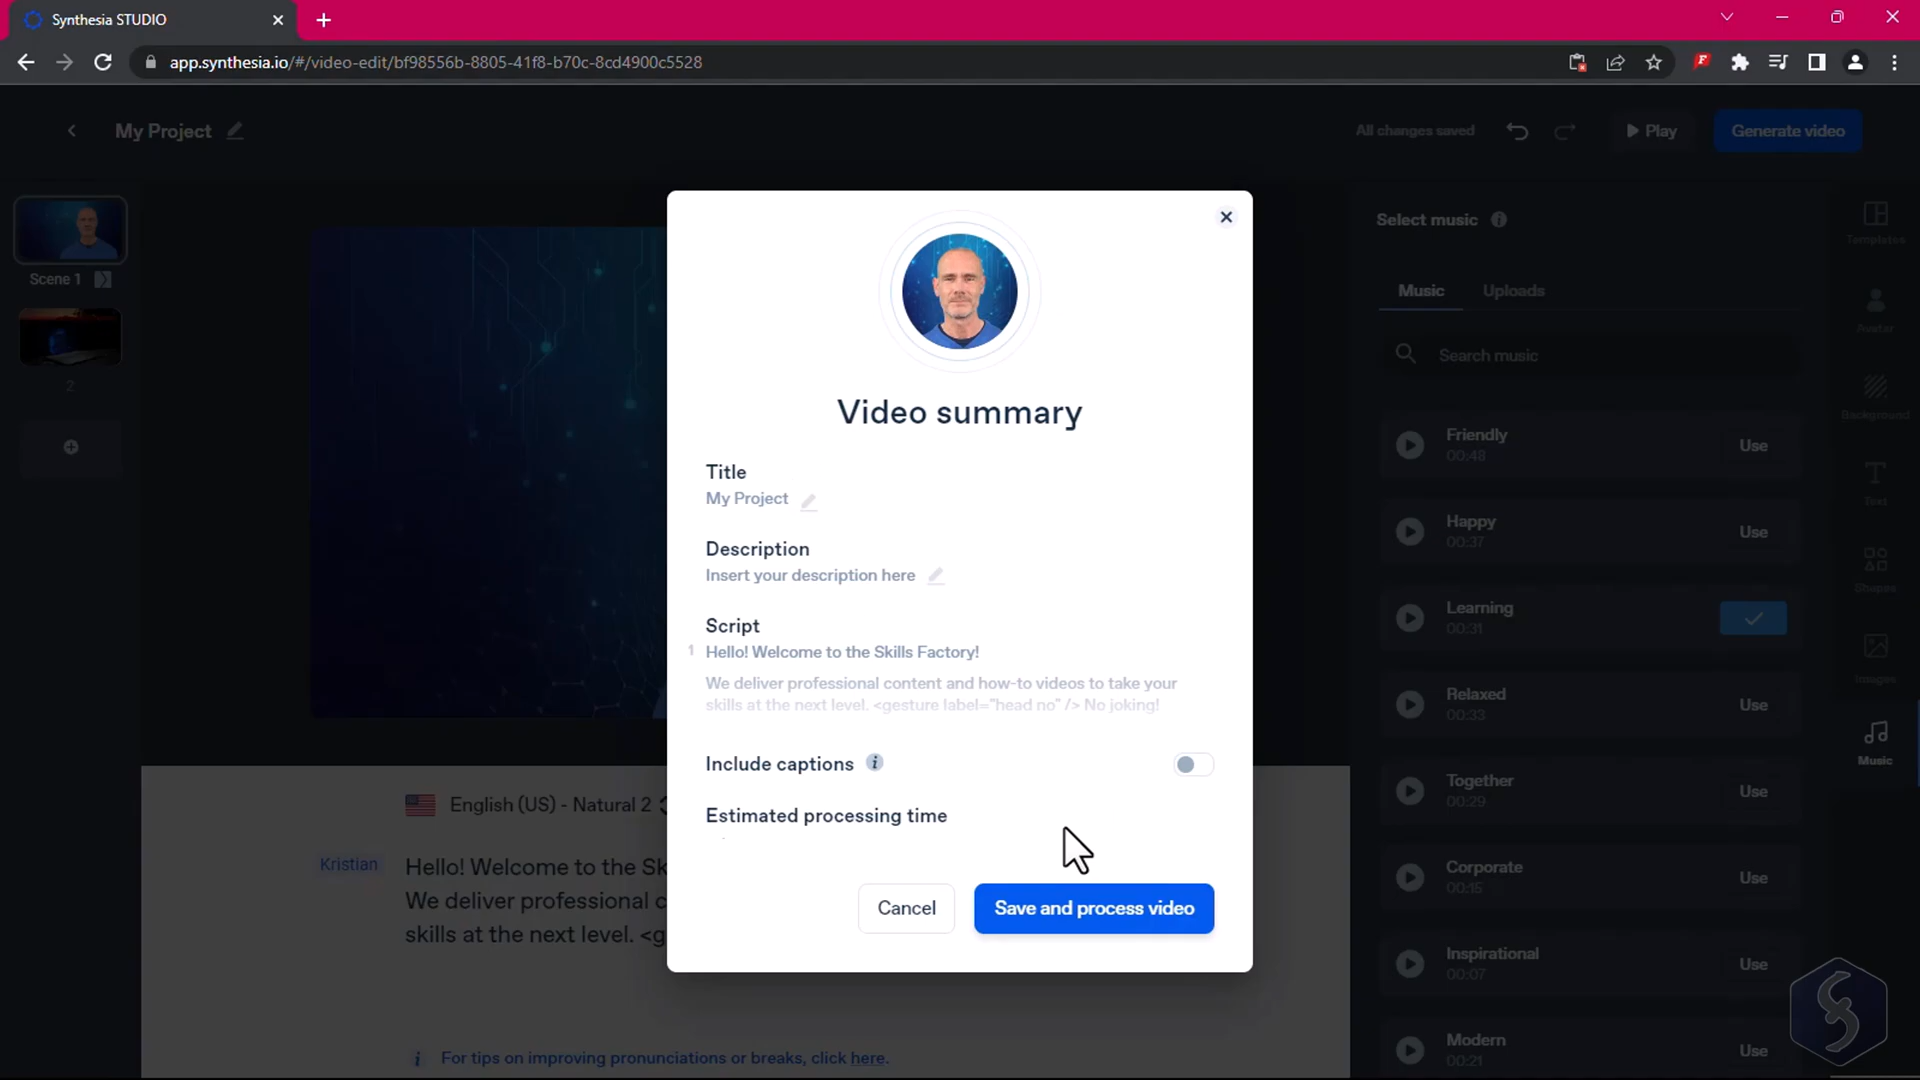 Synthesia STUDIO
app.synthesia.io/#/video-edit/bf98556b-8805-41f8-b70c-8cd4900c5528
My Project
All changes saved
Play
Generate video
Scene 1
2
Video summary
Title
My Project
Description
Insert your description here
Script
1 Hello! Welcome to the Skills Factory!
We deliver professional content and how-to videos to take your
skills at the next level. <gesture label="head no" /> No joking!
Include captions
Estimated processing time
Cancel
Save and process video
English (US) - Natural 2
Kristian
Hello! Welcome to the Sk
We deliver professional c
skills at the next level. <g
For tips on improving pronunciations or breaks, click here.
Select music
Music
Uploads
Search music
Friendly
00:48
Use
Happy
00:37
Use
Learning
00:31
Relaxed
00:33
Use
Together
00:29
Use
Corporate
00:15
Use
Inspirational
00:07
Use
Modern
00:21
Use
Templates
Avatar
Background
Text
Shapes
Images
Music